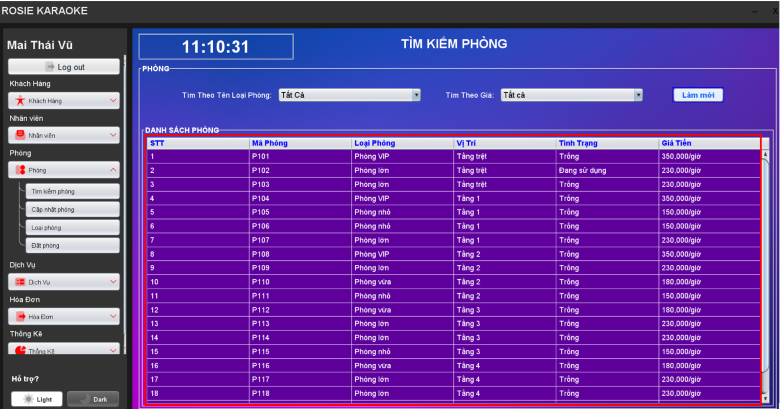 ROSIE KARAOKE
Mai Thái Vũ
Log out
Khách Hàng
Khách Hàng
Nhân viên
Nhân viên
Phòng
Phòng
Tìm kiếm phòng
Cập nhật phòng
Loại phòng
Đặt phòng
Dịch Vụ
Dịch Vụ
Hóa Đơn
Hóa Đơn
Thống Kê
Thống Kê
Hỗ trợ?
Light Dark
11:10:31
TÌM KIẾM PHÒNG
PHÒNG
Tìm Theo Tên Loại Phòng: Tất Cả Tìm Theo Giá: Tất cả Làm mới
DANH SÁCH PHÒNG
STT Mã Phòng Loại Phòng Vị Trí Tình Trạng Giá Tiền
1 P101 Phòng VIP Tầng trệt Trống 350,000/giờ
2 P102 Phòng lớn Tầng trệt Đang sử dụng 230,000/giờ
3 P103 Phòng lớn Tầng trệt Trống 230,000/giờ
4 P104 Phòng VIP Tầng 1 Trống 350,000/giờ
5 P105 Phòng nhỏ Tầng 1 Trống 150,000/giờ
6 P106 Phòng nhỏ Tầng 1 Trống 150,000/giờ
7 P107 Phòng lớn Tầng 1 Trống 230,000/giờ
8 P108 Phòng VIP Tầng 2 Trống 350,000/giờ
9 P109 Phòng lớn Tầng 2 Trống 230,000/giờ
10 P110 Phòng vừa Tầng 2 Trống 180,000/giờ
11 P111 Phòng nhỏ Tầng 2 Trống 150,000/giờ
12 P112 Phòng vừa Tầng 3 Trống 180,000/giờ
13 P113 Phòng lớn Tầng 3 Trống 230,000/giờ
14 P114 Phòng lớn Tầng 3 Trống 230,000/giờ
15 P115 Phòng nhỏ Tầng 3 Trống 150,000/giờ
16 P116 Phòng vừa Tầng 4 Trống 180,000/giờ
17 P117 Phòng lớn Tầng 4 Trống 230,000/giờ
18 P118 Phòng lớn Tầng 4 Trống 230,000/giờ